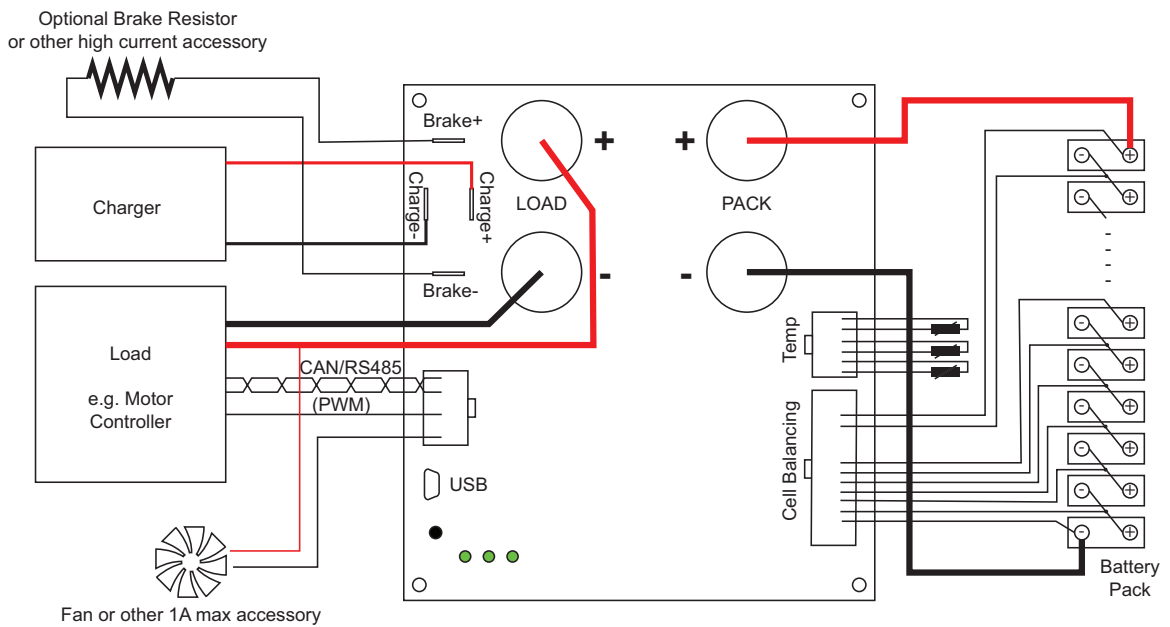 Optional Brake Resistor
or other high current accessory
Brake+
+
+
Charger
Charge-
Charge+
LOAD
PACK
Brake-
-
-
Load
e.g. Motor
Controller
CAN/RS485
(PWM)
Temp
Cell Balancing
USB
Fan or other 1A max accessory
- +
- +
- +
- +
- +
- +
- +
- +
Battery
Pack